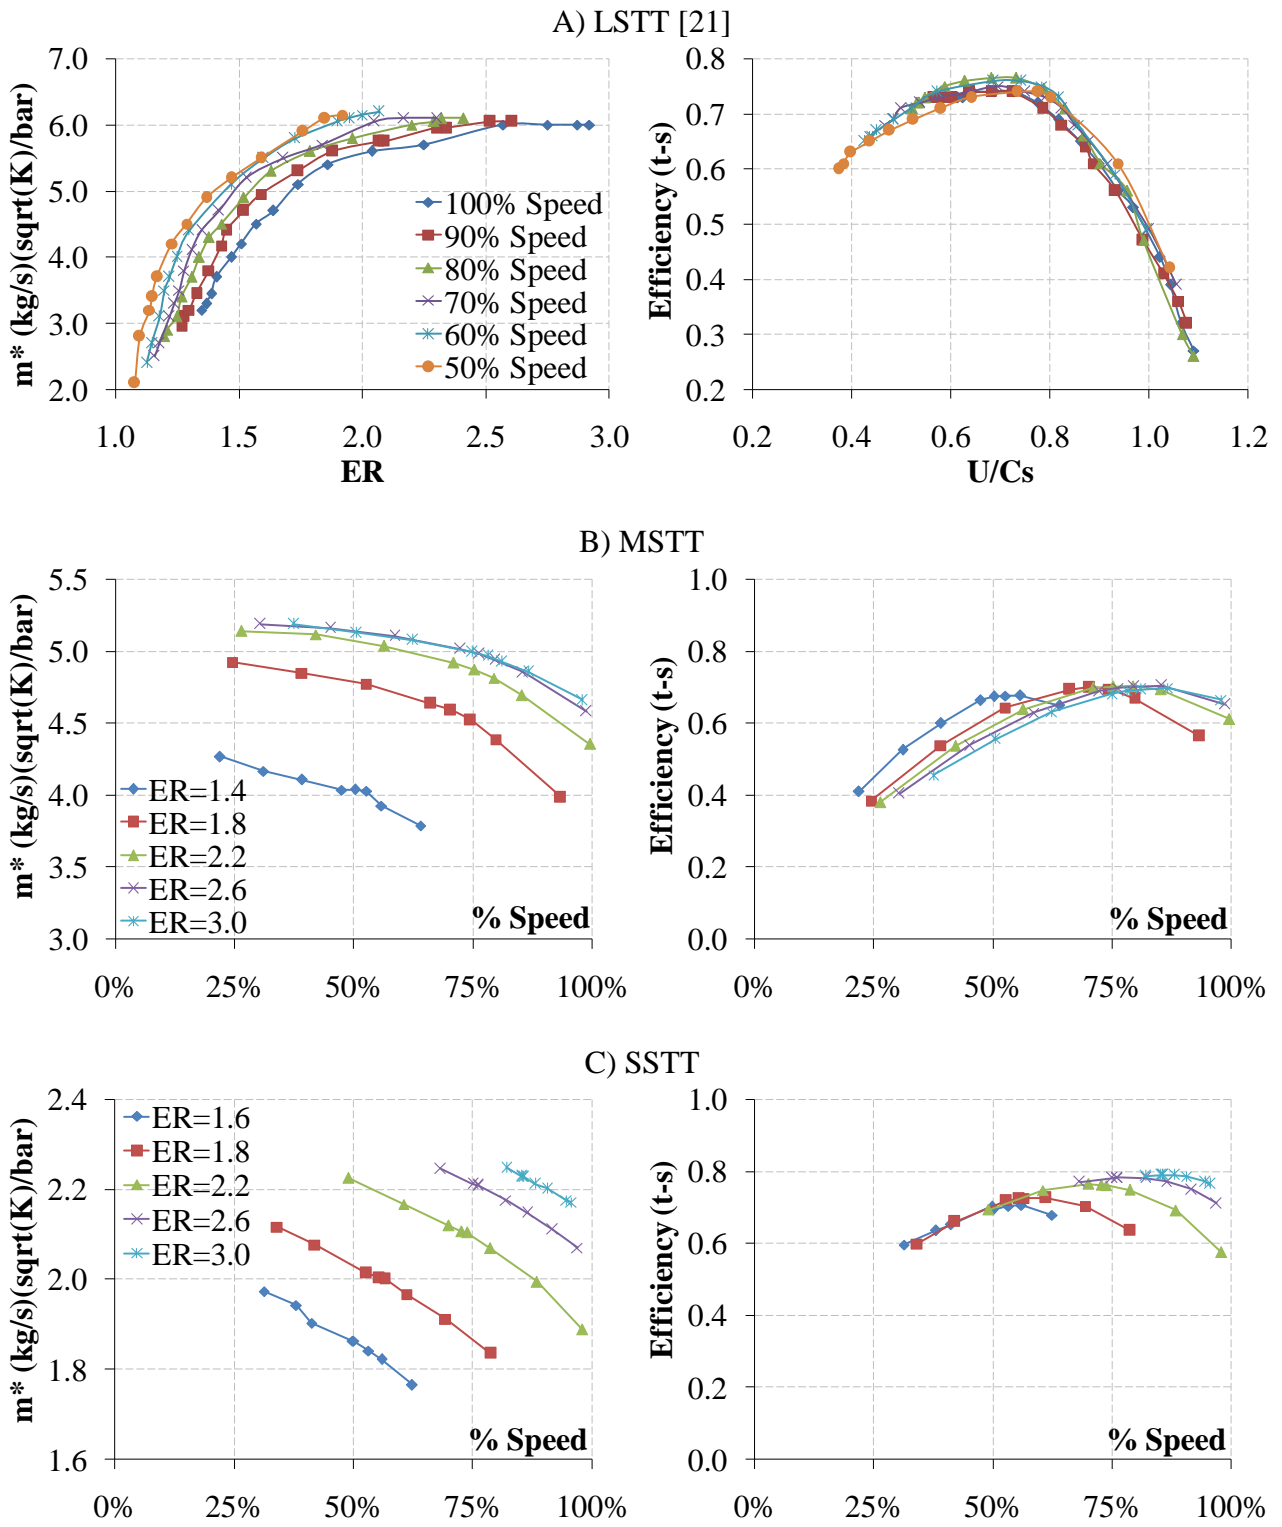 A) LSTT [21]
m* (kg/s)(sqrt(K)/bar)
7.0
6.0
5.0
4.0
3.0
2.0
1.0 1.5 2.0 2.5 3.0
ER
100% Speed
90% Speed
80% Speed
70% Speed
60% Speed
50% Speed
Efficiency (t-s)
0.8
0.7
0.6
0.5
0.4
0.3
0.2
0.2 0.4 0.6 0.8 1.0 1.2
U/Cs
B) MSTT
m* (kg/s)(sqrt(K)/bar)
5.5
5.0
4.5
4.0
3.5
3.0
ER=1.4
ER=1.8
ER=2.2
ER=2.6
ER=3.0
% Speed
0% 25% 50% 75% 100%
Efficiency (t-s)
1.0
0.8
0.6
0.4
0.2
0.0
% Speed
0% 25% 50% 75% 100%
C) SSTT
m* (kg/s)(sqrt(K)/bar)
2.4
2.2
2.0
1.8
1.6
ER=1.6
ER=1.8
ER=2.2
ER=2.6
ER=3.0
% Speed
0% 25% 50% 75% 100%
Efficiency (t-s)
1.0
0.8
0.6
0.4
0.2
0.0
% Speed
0% 25% 50% 75% 100%